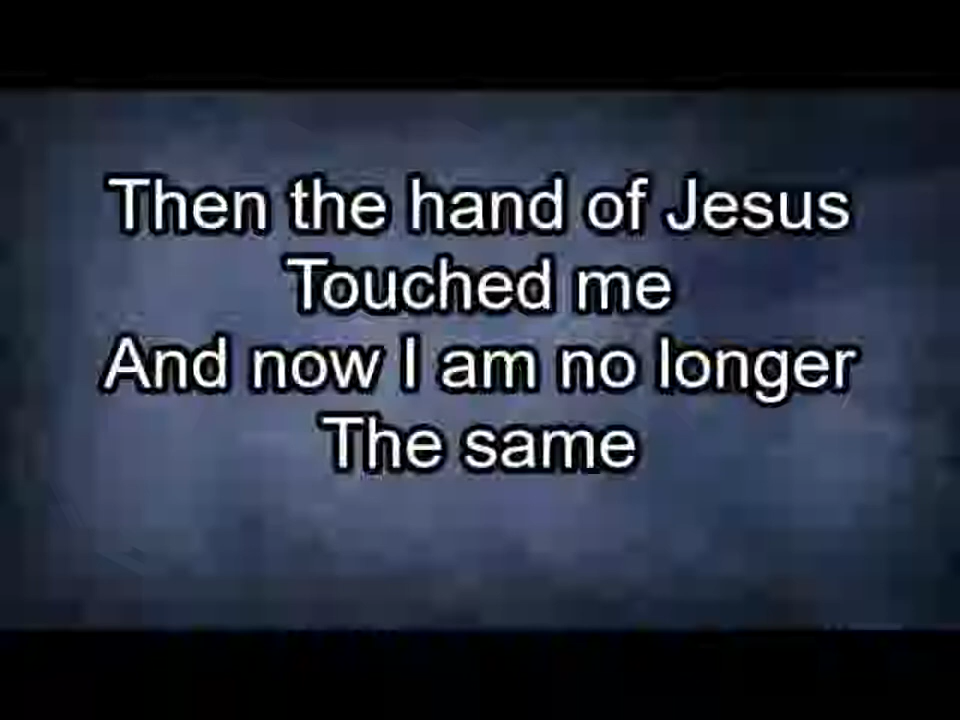 Then the hand of Jesus
Touched me
And now I am no longer
The same